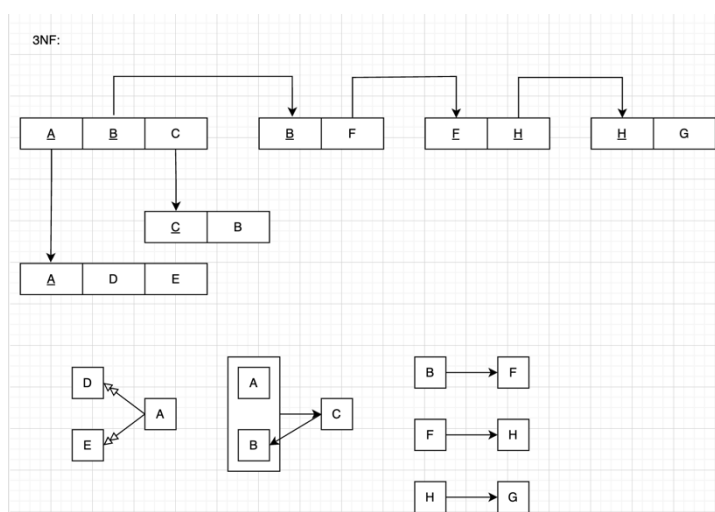 3NF:
A B C B F F H H G
C B
A D E
D A E
A B C
B F
F H
H G